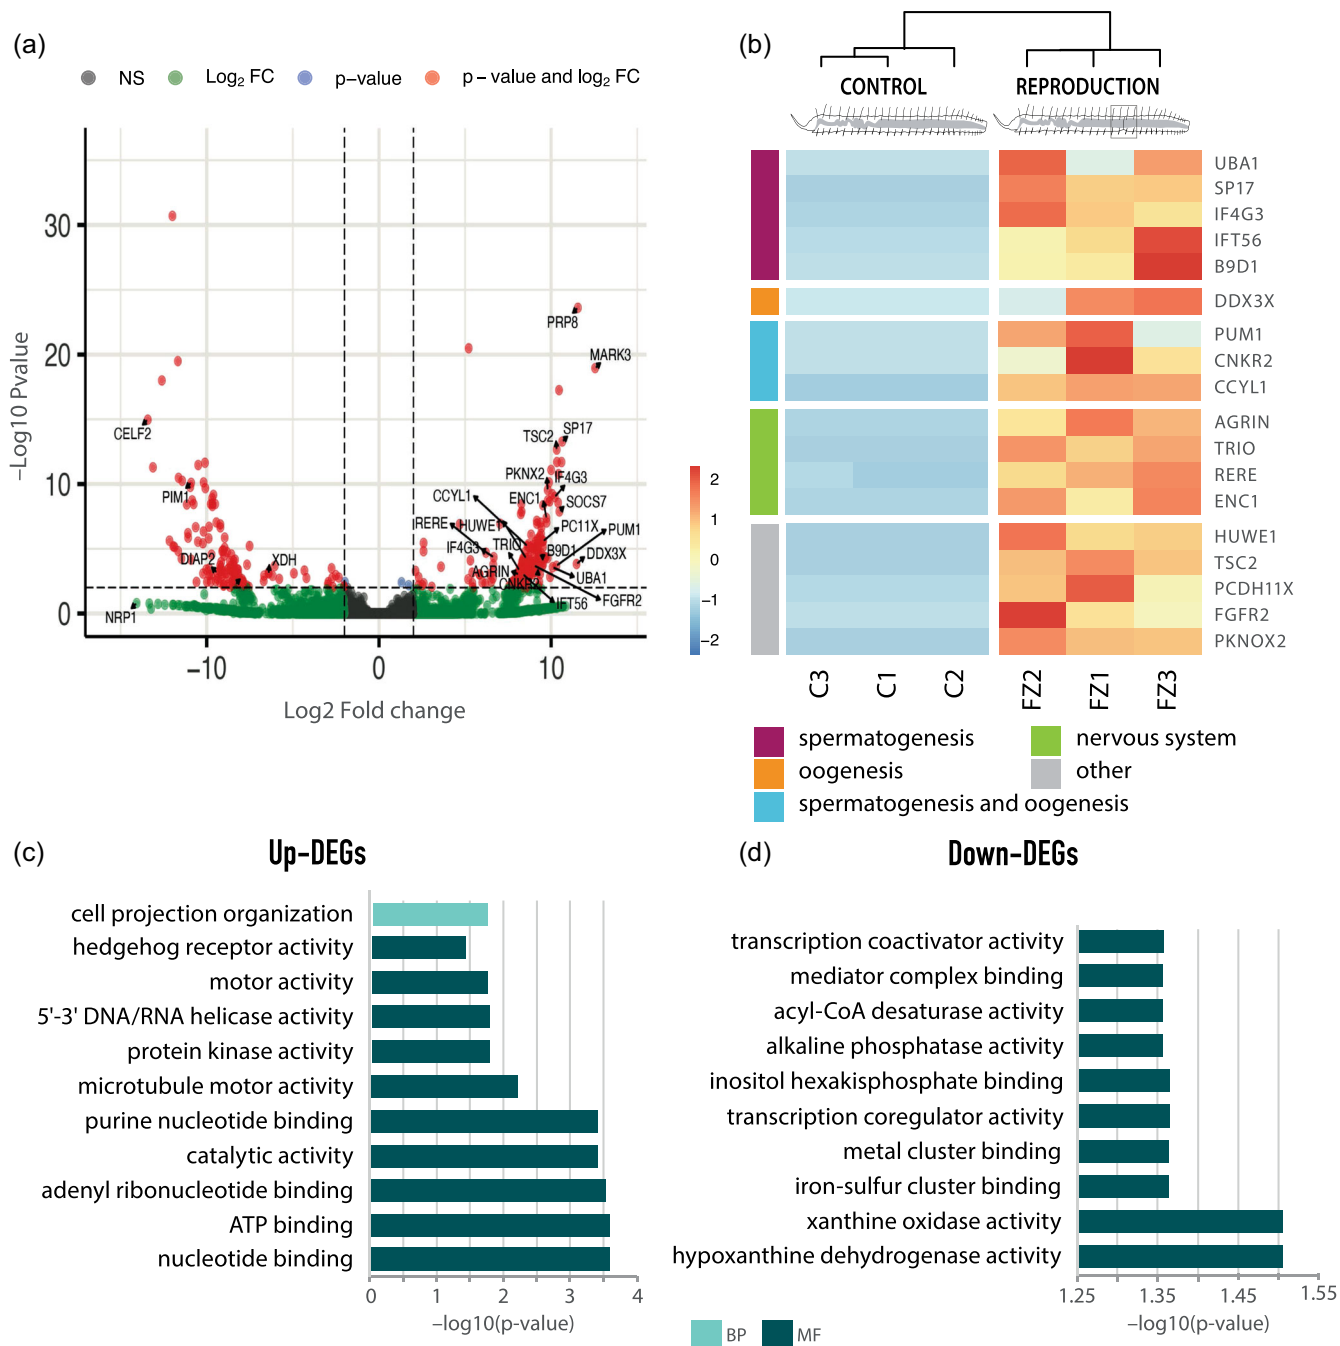 (a)
NS Log₂ FC p-value p – value and log₂ FC
−Log10 Pvalue
30
20
10
0
−10 0 10
Log2 Fold change
PRP8
MARK3
CELF2
TSC2
SP17
PKNX2
IF4G3
PIM1
CCYL1
ENC1
SOCS7
RERE
HUWE1
PC11X
PUM1
IF4G3
TRIO
B9D1
DDX3X
DIAP2
XDH
AGRIN
CNKR2
UBA1
NRP1
IFT56
FGFR2
(b)
CONTROL REPRODUCTION
UBA1
SP17
IF4G3
IFT56
B9D1
DDX3X
PUM1
CNKR2
CCYL1
AGRIN
TRIO
RERE
ENC1
HUWE1
TSC2
PCDH11X
FGFR2
PKNOX2
2
1
0
−1
−2
C3 C1 C2 FZ2 FZ1 FZ3
spermatogenesis nervous system
oogenesis other
spermatogenesis and oogenesis
(c) Up-DEGs
cell projection organization
hedgehog receptor activity
motor activity
5'-3' DNA/RNA helicase activity
protein kinase activity
microtubule motor activity
purine nucleotide binding
catalytic activity
adenyl ribonucleotide binding
ATP binding
nucleotide binding
0 1 2 3 4
−log10(p-value)
(d) Down-DEGs
transcription coactivator activity
mediator complex binding
acyl-CoA desaturase activity
alkaline phosphatase activity
inositol hexakisphosphate binding
transcription coregulator activity
metal cluster binding
iron-sulfur cluster binding
xanthine oxidase activity
hypoxanthine dehydrogenase activity
1.25 1.35 1.45 1.55
−log10(p-value)
BP MF